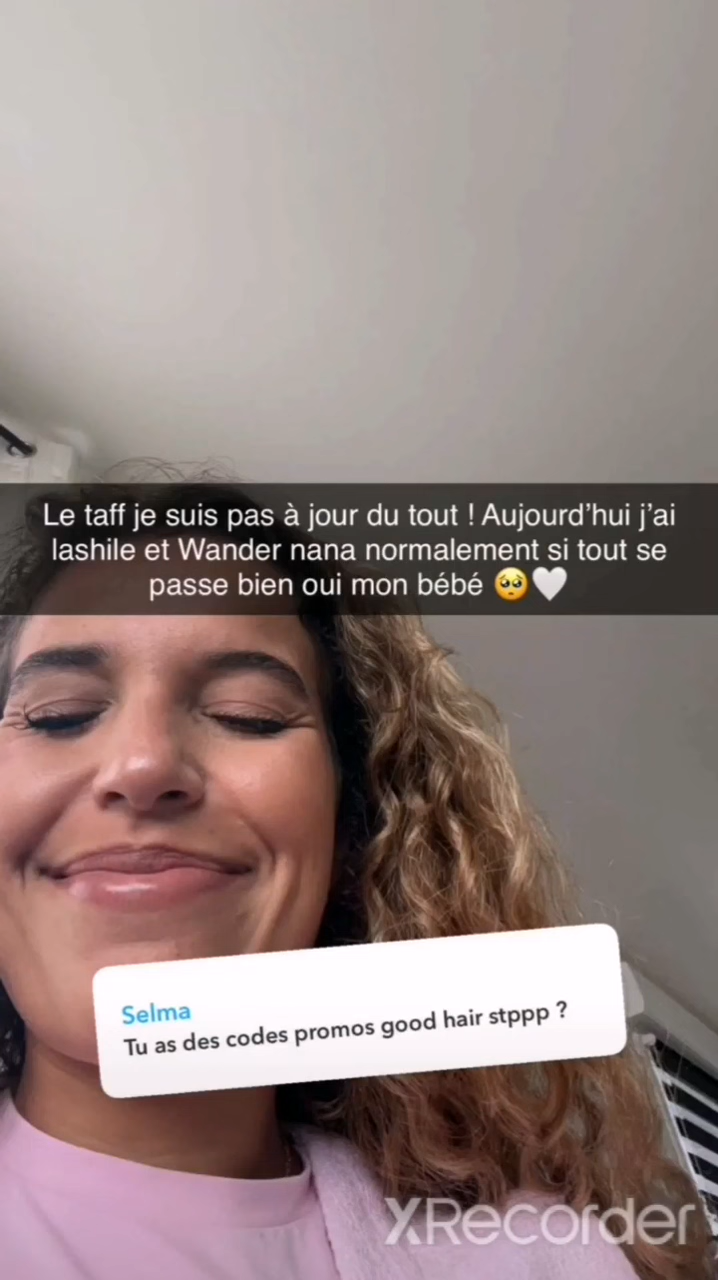 Le taff je suis pas à jour du tout ! Aujourd’hui j’ai
lashile et Wander nana normalement si tout se
passe bien oui mon bébé 🥺🤍
Selma
Tu as des codes promos good hair stppp ?
XRecorder